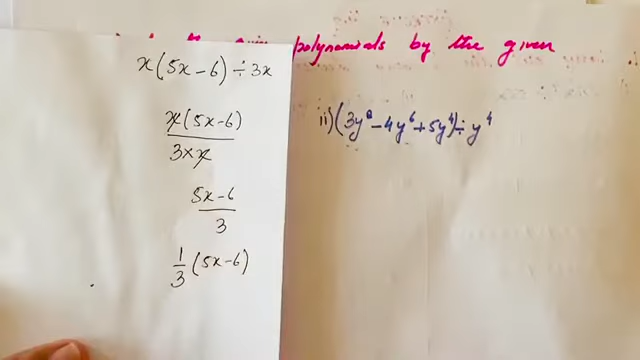 polynomials by the given
x(5x-6)÷3x
x(5x-6)
3×x
5x-6
3
1
3
(5x-6)
ii) (3y⁸-4y⁶+5y⁴)÷y⁴